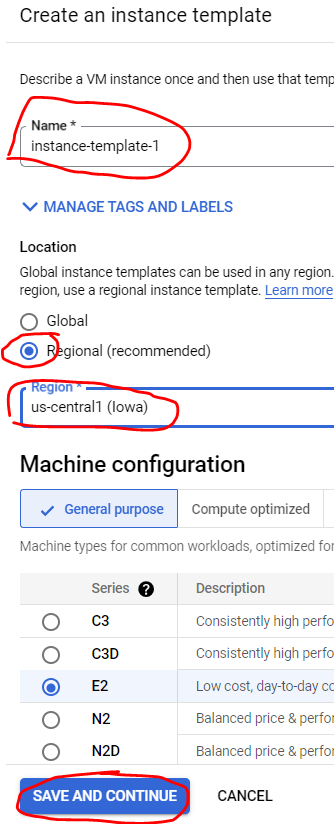 Create an instance template
Describe a VM instance once and then use that temp
Name *
instance-template-1
MANAGE TAGS AND LABELS
Location
Global instance templates can be used in any region.
region, use a regional instance template. Learn more
Global
Regional (recommended)
Region *
us-central1 (Iowa)
Machine configuration
General purpose Compute optimized
Machine types for common workloads, optimized for
Series ? Description
C3 Consistently high perfo
C3D Consistently high perfo
E2 Low cost, day-to-day co
N2 Balanced price & perfor
N2D Balanced price & perfor
SAVE AND CONTINUE CANCEL